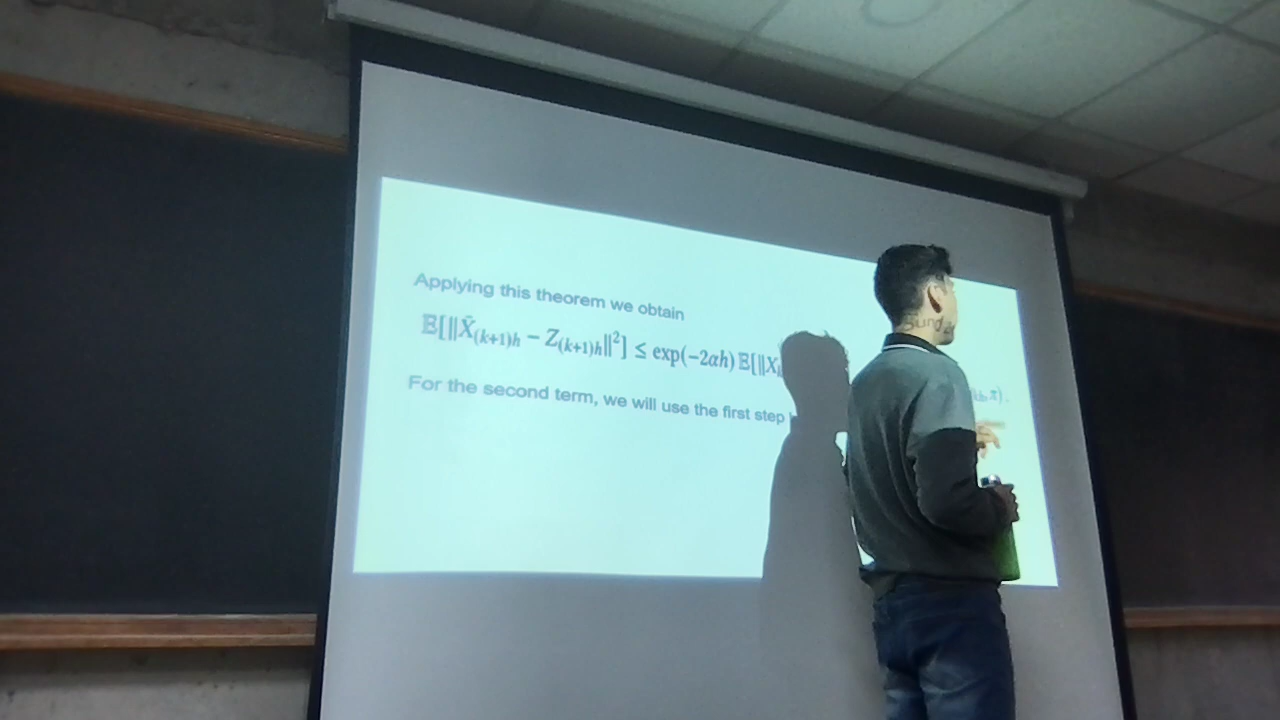 Applying this theorem we obtain
𝔼[‖X̄₍ₖ₊₁₎ₕ − Z₍ₖ₊₁₎ₕ‖²] ≤ exp(−2αh) 𝔼[‖X
For the second term, we will use the first step